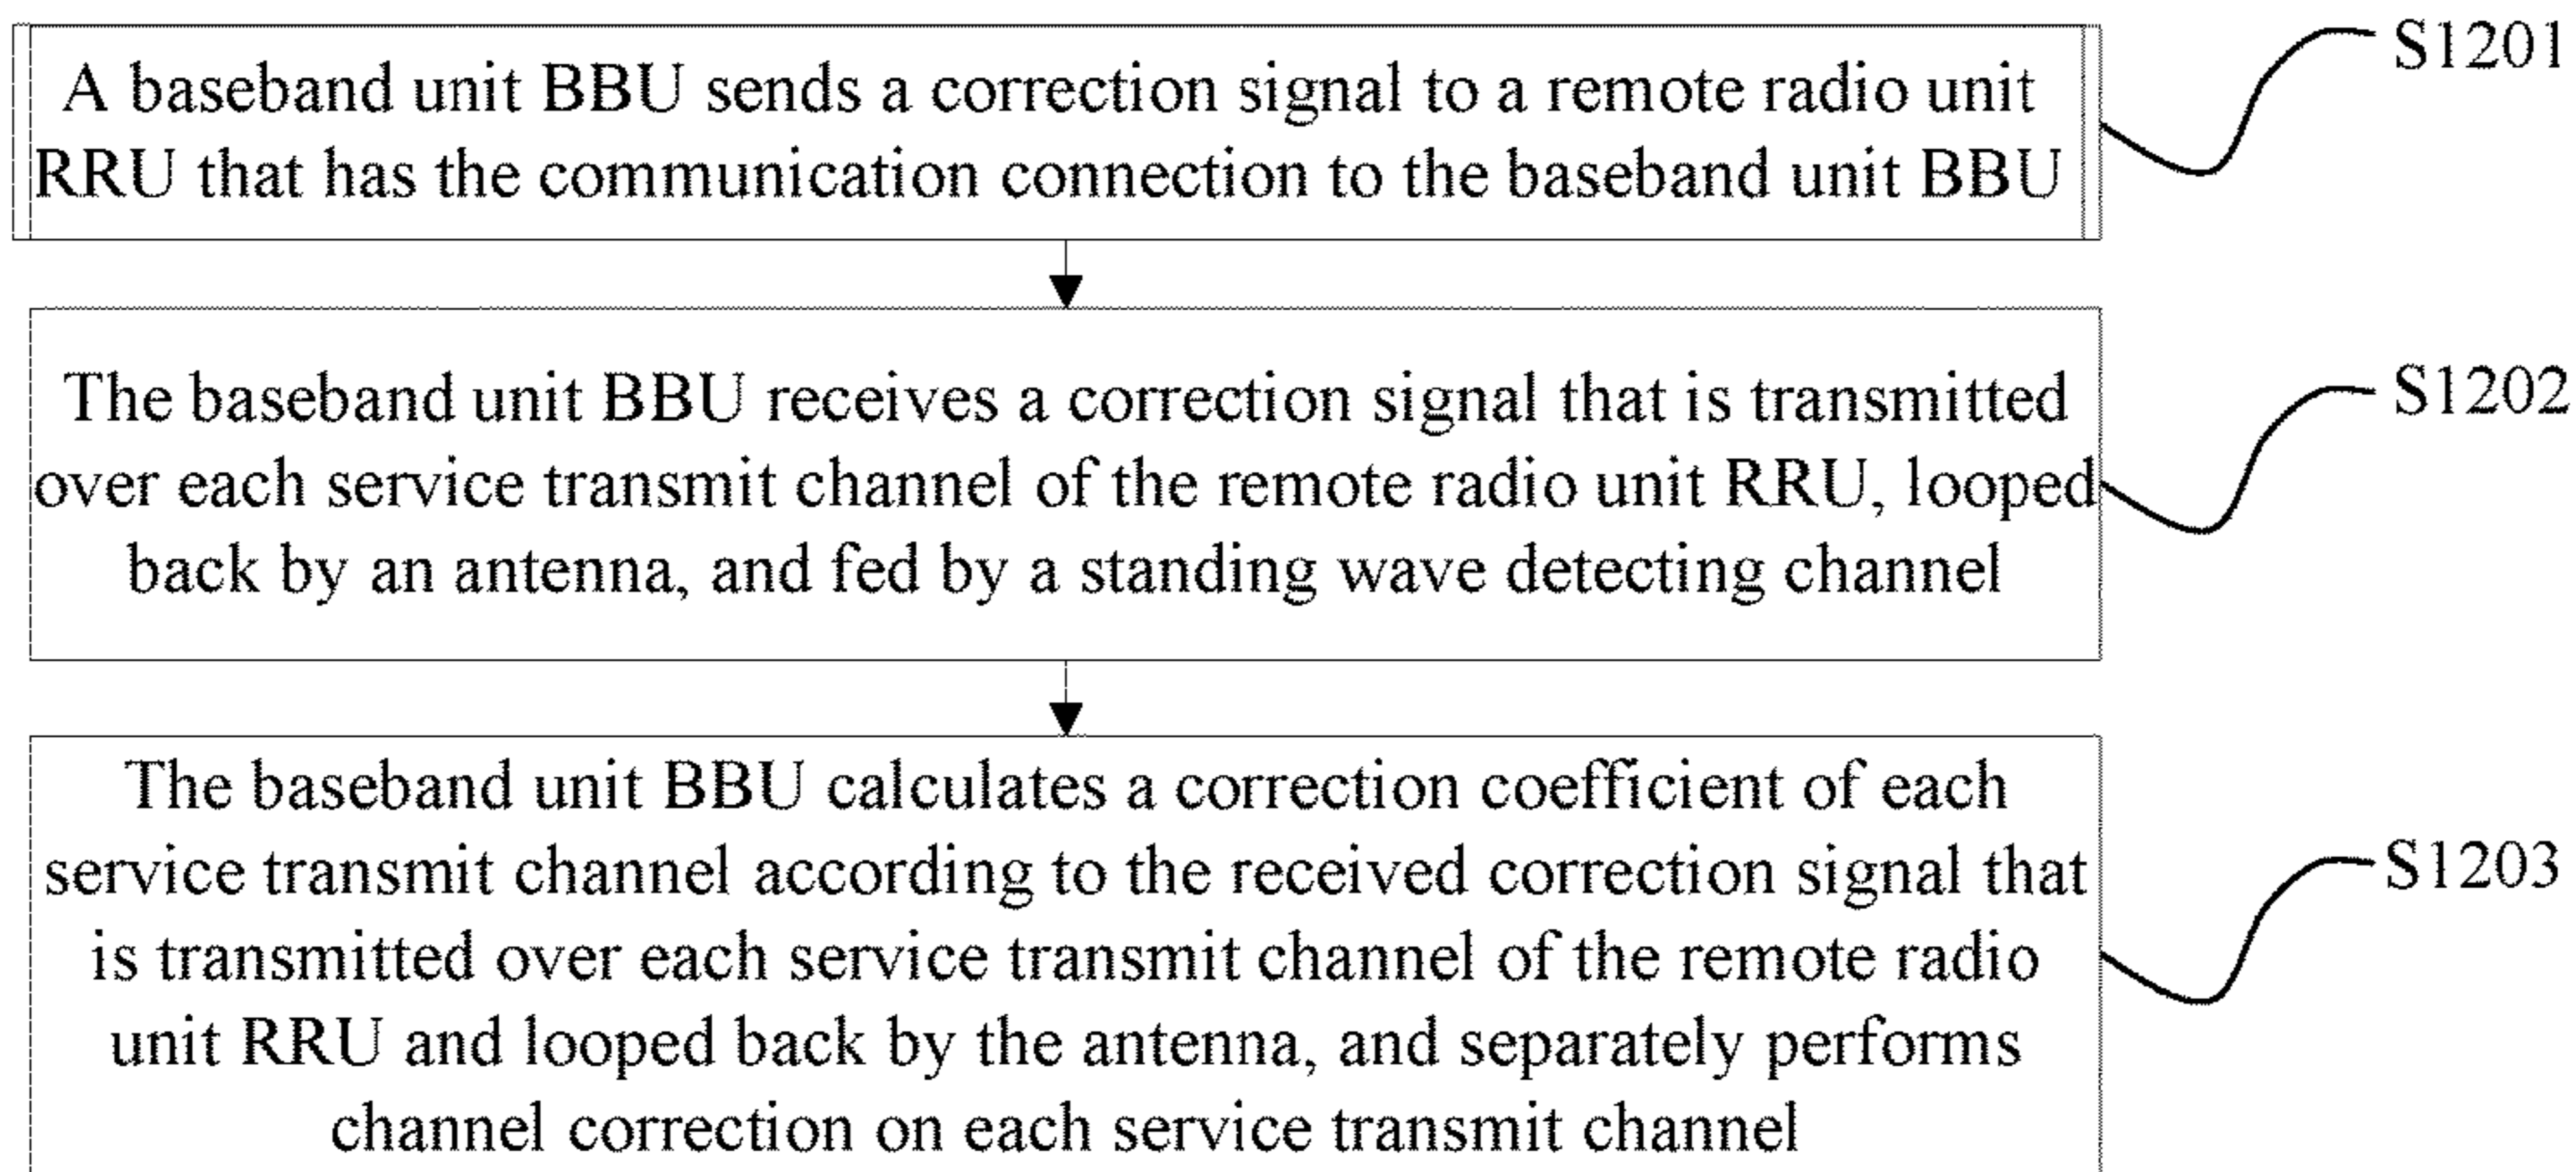 A baseband unit BBU sends a correction signal to a remote radio unit
RRU that has the communication connection to the baseband unit BBU
S1201
The baseband unit BBU receives a correction signal that is transmitted
over each service transmit channel of the remote radio unit RRU, looped
back by an antenna, and fed by a standing wave detecting channel
S1202
The baseband unit BBU calculates a correction coefficient of each
service transmit channel according to the received correction signal that
is transmitted over each service transmit channel of the remote radio
unit RRU and looped back by the antenna, and separately performs
channel correction on each service transmit channel
S1203